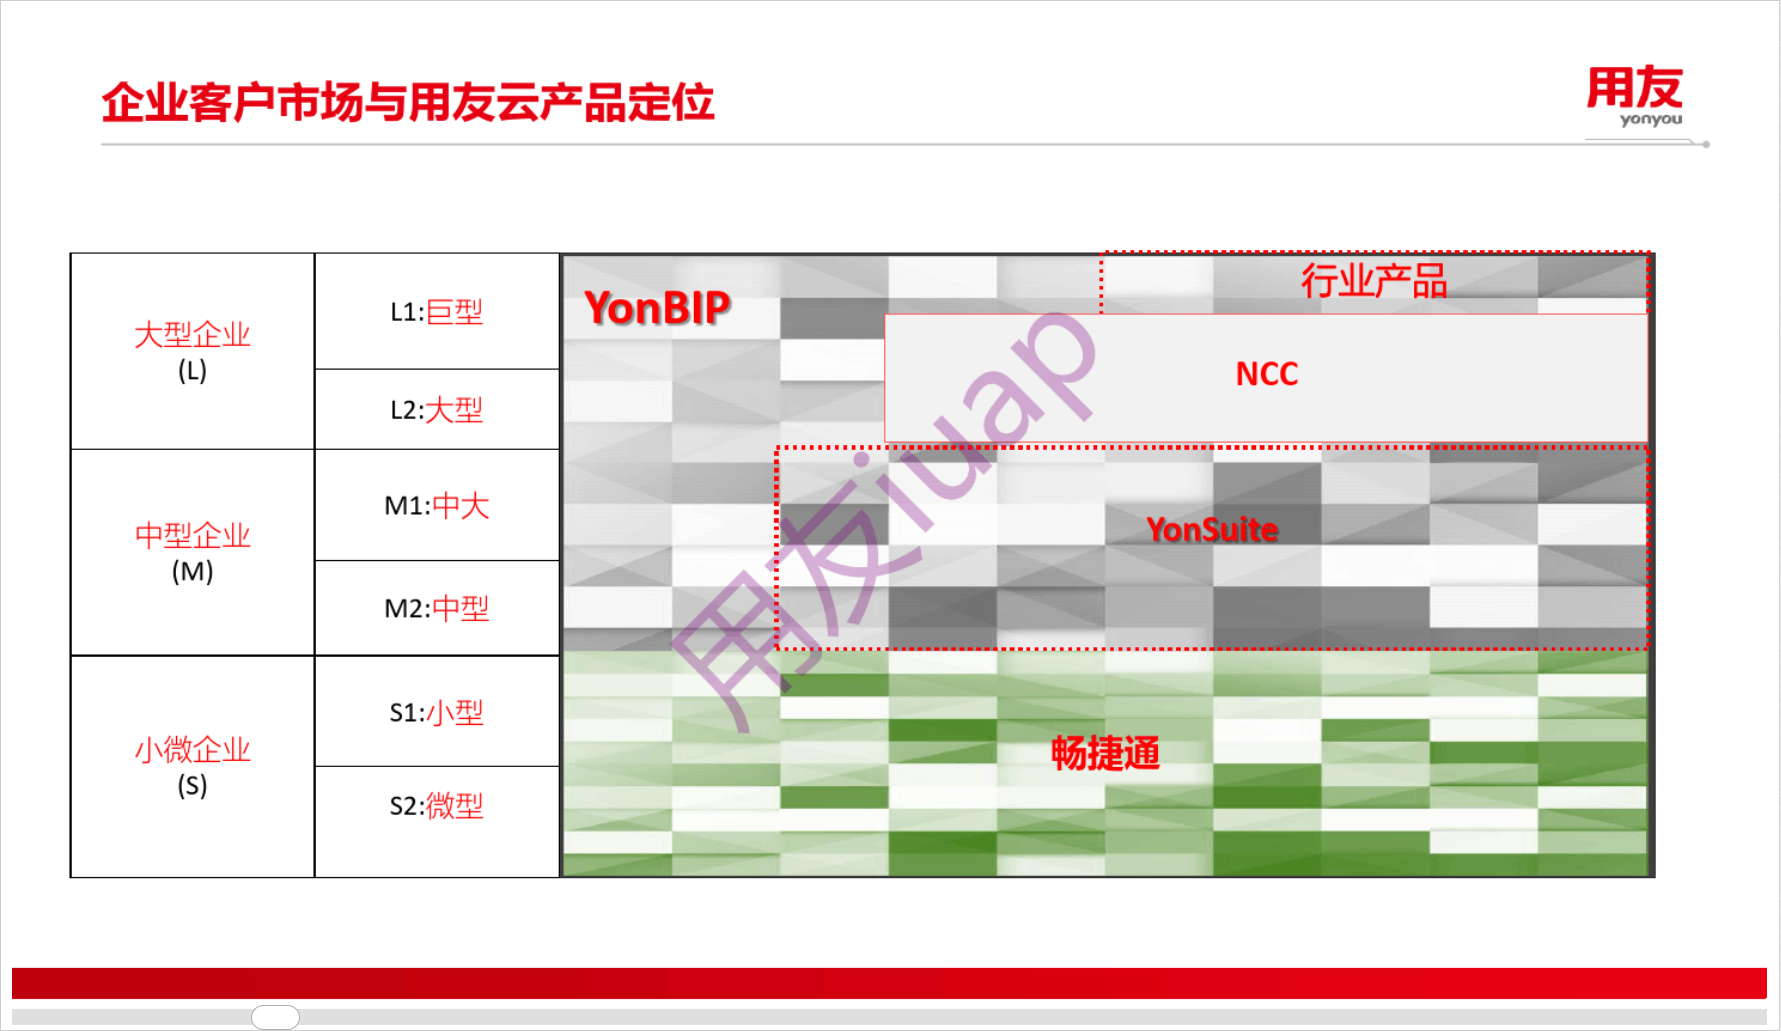 企业客户市场与用友云产品定位
用友
yonyou
大型企业
(L)
L1:巨型
L2:大型
YonBIP
行业产品
NCC
中型企业
(M)
M1:中大
M2:中型
YonSuite
小微企业
(S)
S1:小型
S2:微型
畅捷通
用友iuap